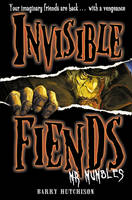 Your imaginary friends are back . . . with a vengeance
INVISIBLE
FIENDS
MR MUMBLES
BARRY HUTCHISON